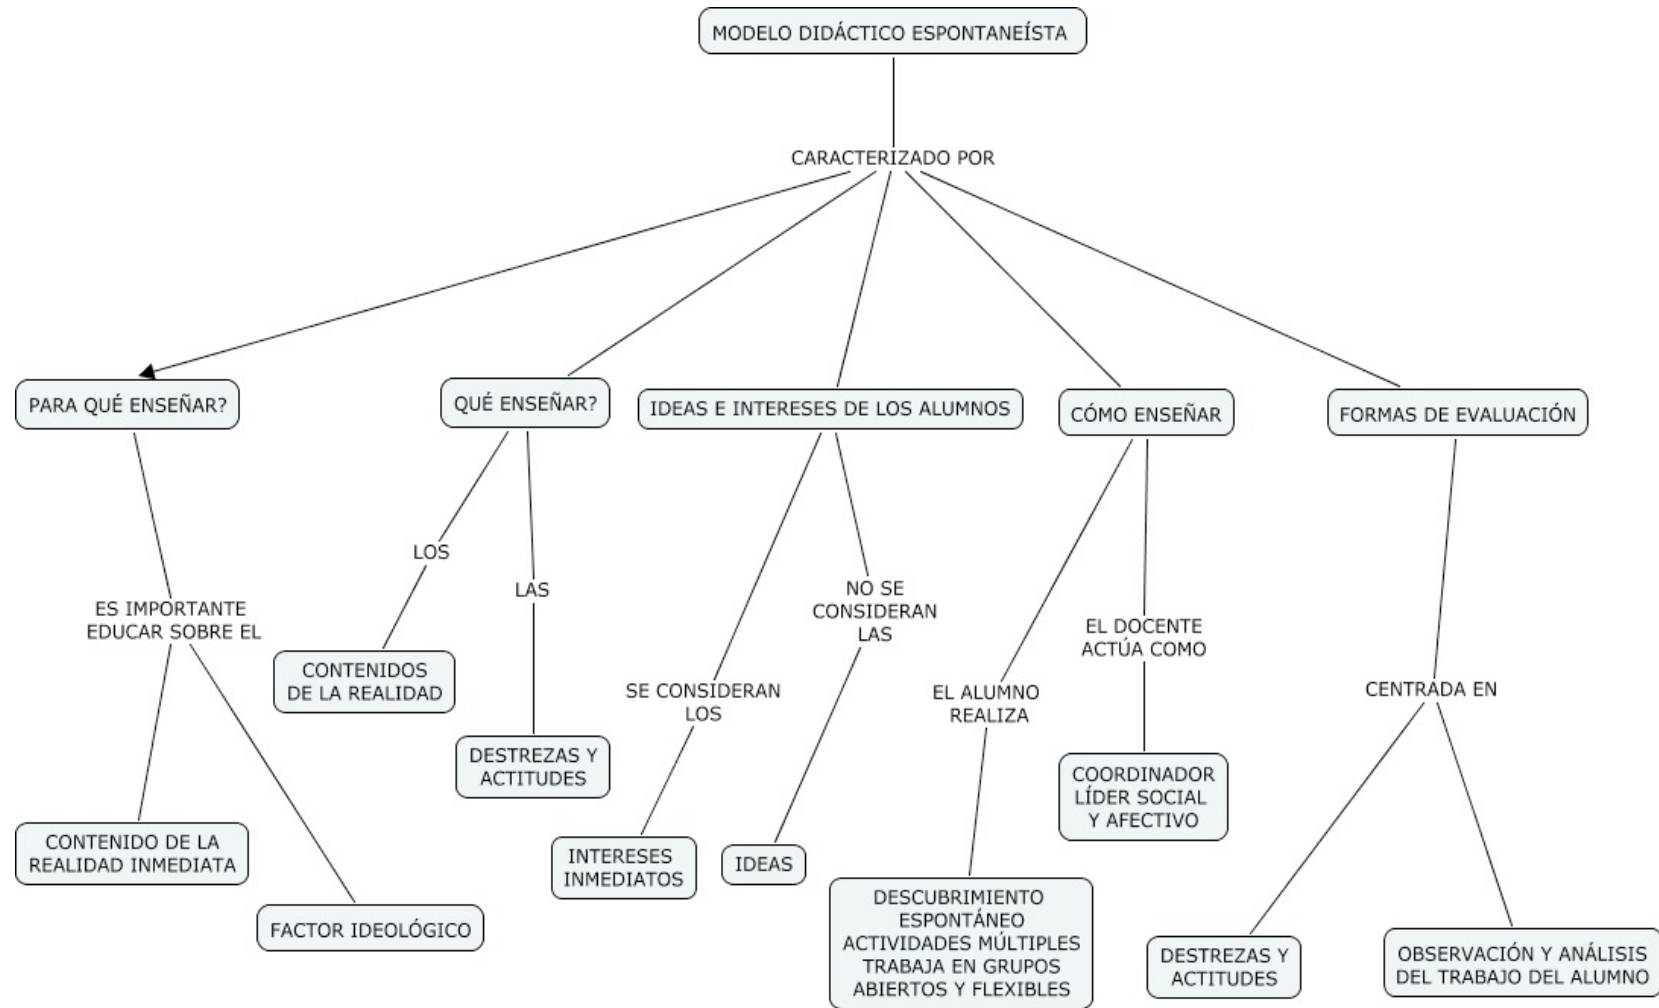 MODELO DIDÁCTICO ESPONTANEÍSTA
CARACTERIZADO POR
PARA QUÉ ENSEÑAR?
QUÉ ENSEÑAR?
IDEAS E INTERESES DE LOS ALUMNOS
CÓMO ENSEÑAR
FORMAS DE EVALUACIÓN
ES IMPORTANTE
EDUCAR SOBRE EL
CONTENIDO DE LA
REALIDAD INMEDIATA
FACTOR IDEOLÓGICO
LOS
CONTENIDOS
DE LA REALIDAD
LAS
DESTREZAS Y
ACTITUDES
SE CONSIDERAN
LOS
INTERESES
INMEDIATOS
NO SE
CONSIDERAN
LAS
IDEAS
EL ALUMNO
REALIZA
DESCUBRIMIENTO
ESPONTÁNEO
ACTIVIDADES MÚLTIPLES
TRABAJA EN GRUPOS
ABIERTOS Y FLEXIBLES
EL DOCENTE
ACTÚA COMO
COORDINADOR
LÍDER SOCIAL
Y AFECTIVO
CENTRADA EN
DESTREZAS Y
ACTITUDES
OBSERVACIÓN Y ANÁLISIS
DEL TRABAJO DEL ALUMNO